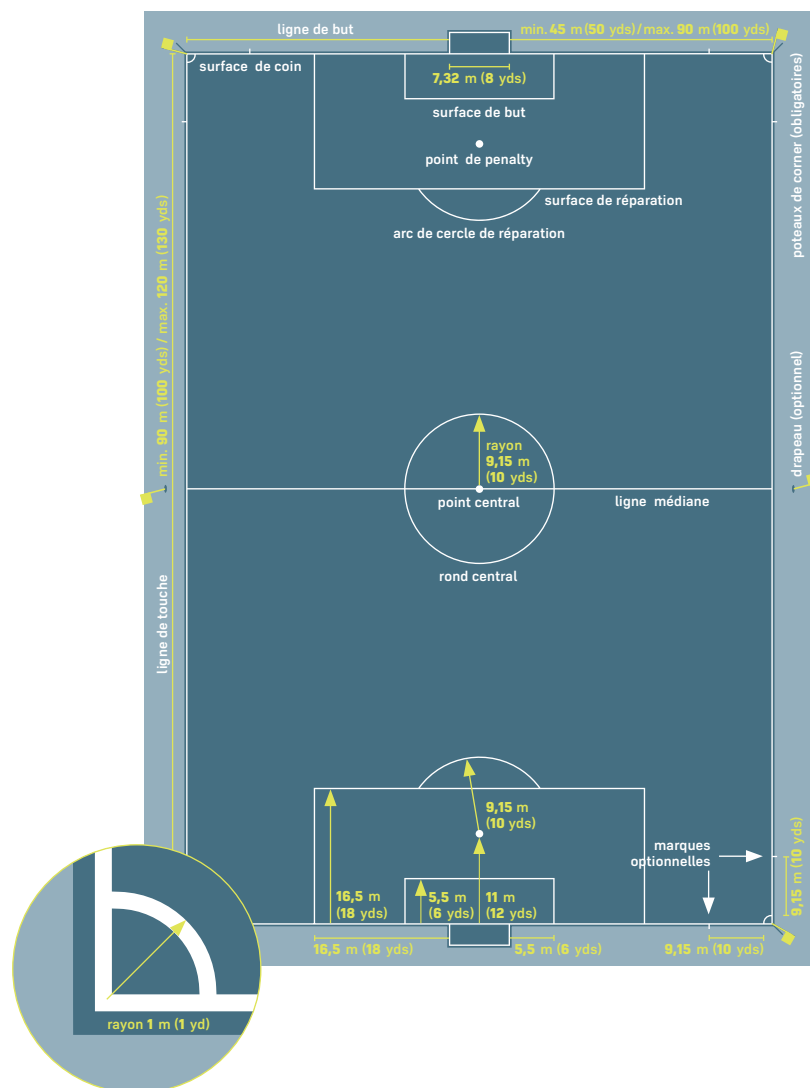 ligne de but
min. 45 m (50 yds)/max. 90 m (100 yds)
surface de coin
7,32 m (8 yds)
surface de but
point de penalty
surface de réparation
arc de cercle de réparation
poteaux de corner (obligatoires)
min. 90 m (100 yds) / max. 120 m (130 yds)
drapeau (optionnel)
rayon
9,15 m
(10 yds)
point central
ligne médiane
rond central
ligne de touche
9,15 m
(10 yds)
marques
optionnelles
9,15 m (10 yds)
16,5 m
(18 yds)
5,5 m
(6 yds)
11 m
(12 yds)
16,5 m (18 yds)
5,5 m (6 yds)
9,15 m (10 yds)
rayon 1 m (1 yd)